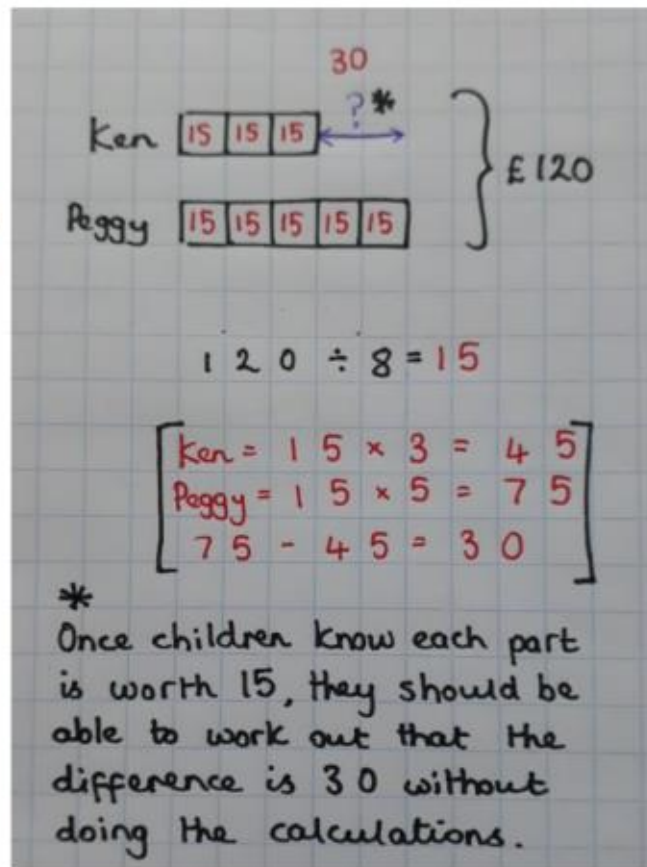 30
?*
Ken 15 15 15
£120
Peggy 15 15 15 15 15
120 ÷ 8 = 15
Ken = 15 × 3 = 45
Peggy = 15 × 5 = 75
75 - 45 = 30
*
Once children know each part
is worth 15, they should be
able to work out that the
difference is 30 without
doing the calculations.